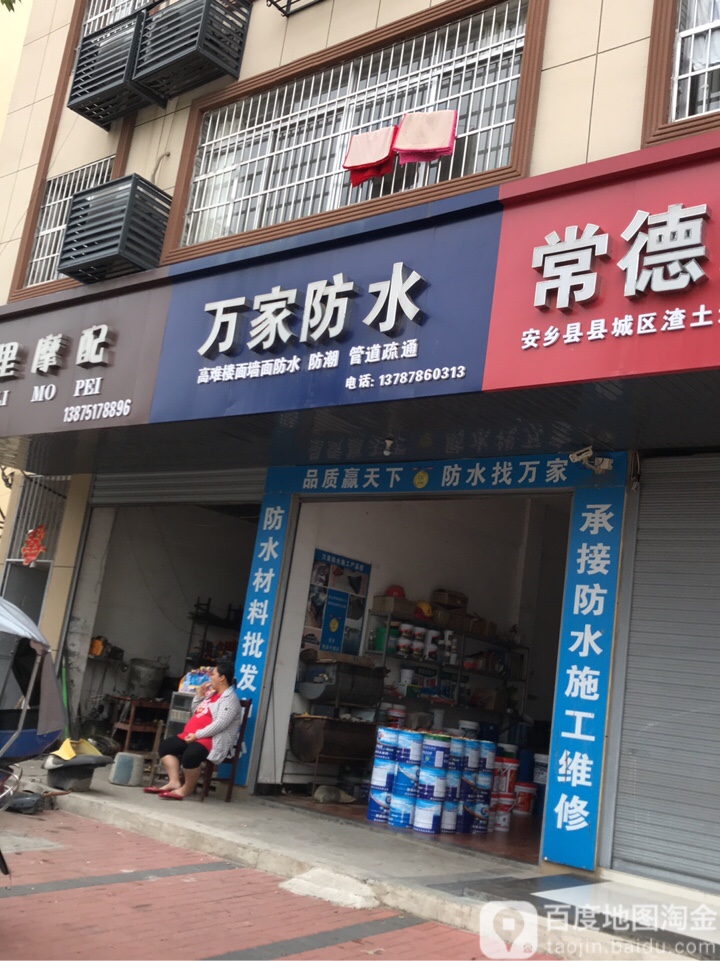 里摩配
LI MO PEI
13875178896
万家防水
高难楼面墙面防水 防潮 管道疏通
电话: 13787860313
常德
安乡县县城区渣土
品质赢天下 防水找万家
防水材料批发
承接防水施工维修
百度地图淘金
taojin.baidu.com